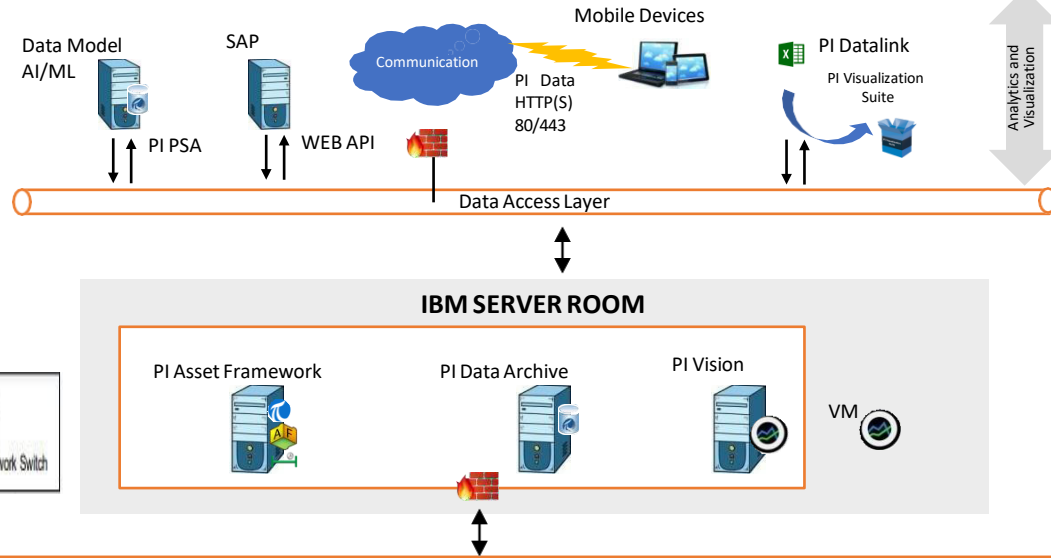 Mobile Devices
Data Model
AI/ML
SAP
Communication
PI Datalink
PI Data
HTTP(S)
80/443
PI Visualization
Suite
Analytics and
Visualization
PI PSA
WEB API
Data Access Layer
IBM SERVER ROOM
PI Asset Framework
PI Data Archive
PI Vision
VM
A F
work Switch